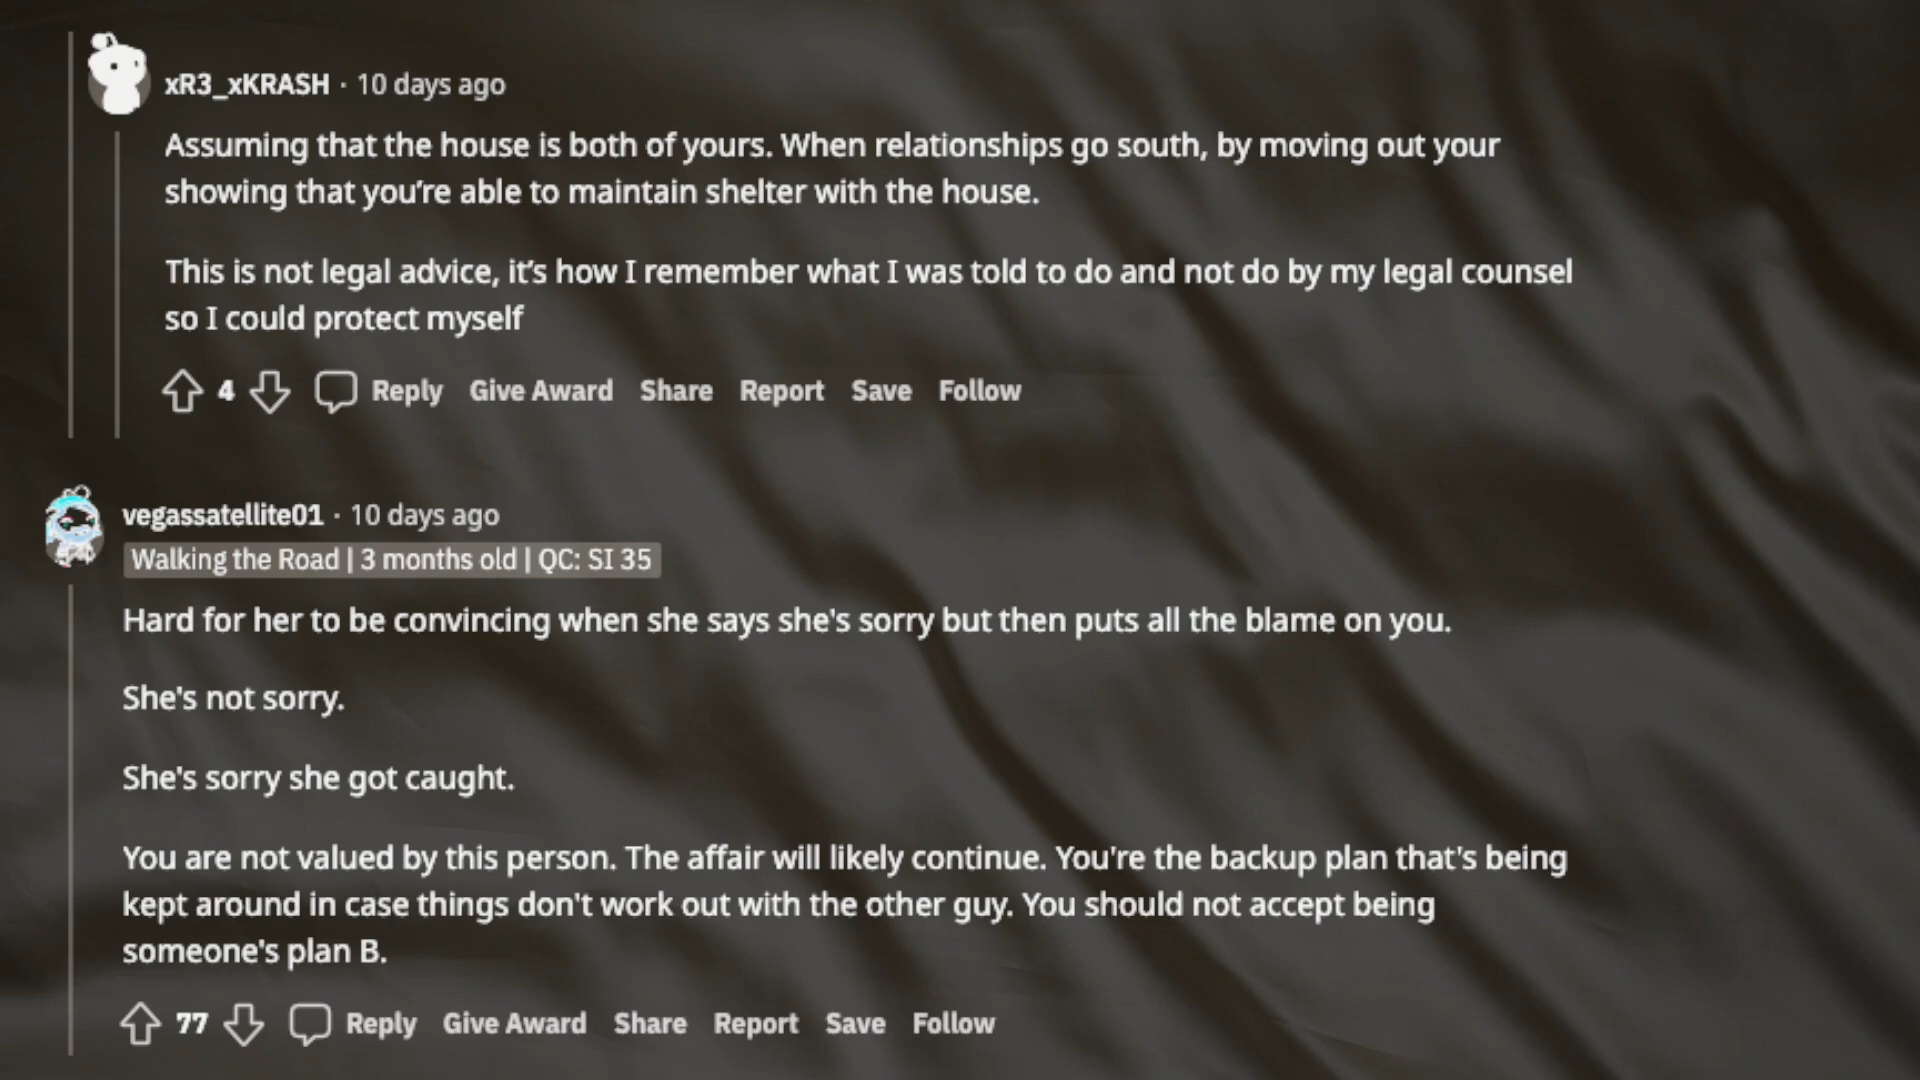 xR3_xKRASH · 10 days ago
Assuming that the house is both of yours. When relationships go south, by moving out your
showing that you’re able to maintain shelter with the house.
This is not legal advice, it’s how I remember what I was told to do and not do by my legal counsel
so I could protect myself
4 Reply Give Award Share Report Save Follow
vegassatellite01 · 10 days ago
Walking the Road | 3 months old | QC: SI 35
Hard for her to be convincing when she says she's sorry but then puts all the blame on you.
She's not sorry.
She's sorry she got caught.
You are not valued by this person. The affair will likely continue. You're the backup plan that's being
kept around in case things don't work out with the other guy. You should not accept being
someone's plan B.
77 Reply Give Award Share Report Save Follow